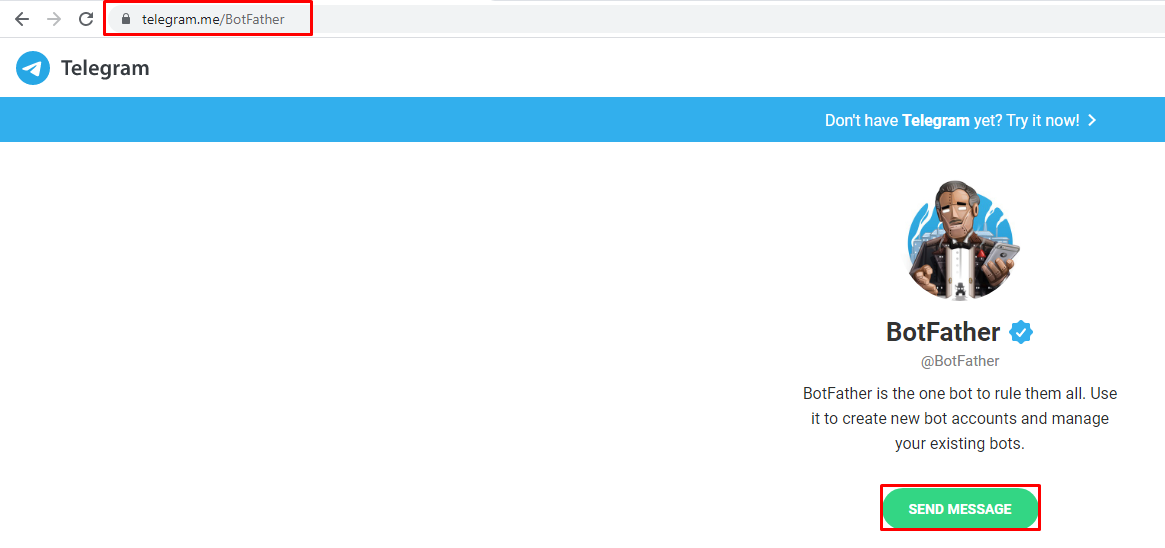 telegram.me/BotFather
Telegram
Don't have Telegram yet? Try it now!
BotFather
@BotFather
BotFather is the one bot to rule them all. Use
it to create new bot accounts and manage
your existing bots.
SEND MESSAGE